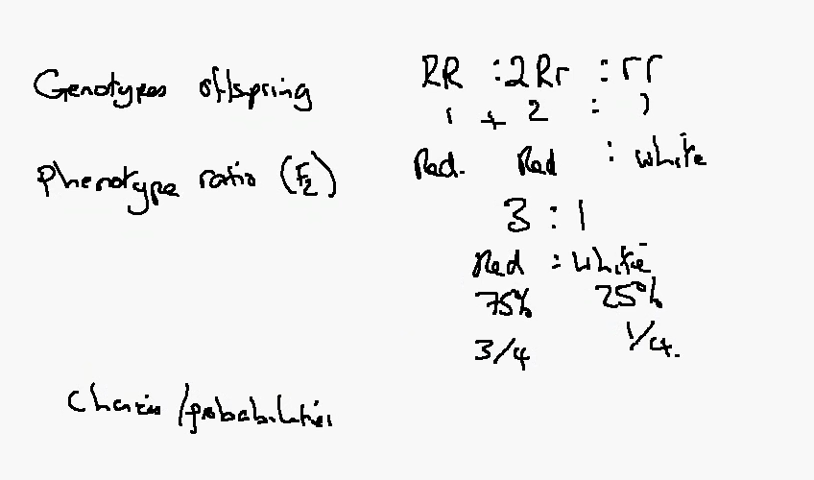 Genotypes offspring RR : 2Rr : rr
1 + 2 : 1
Phenotype ratio (F2) Red. Red : white
3 : 1
Red : white
75% 25%
3/4 1/4.
/probabilities